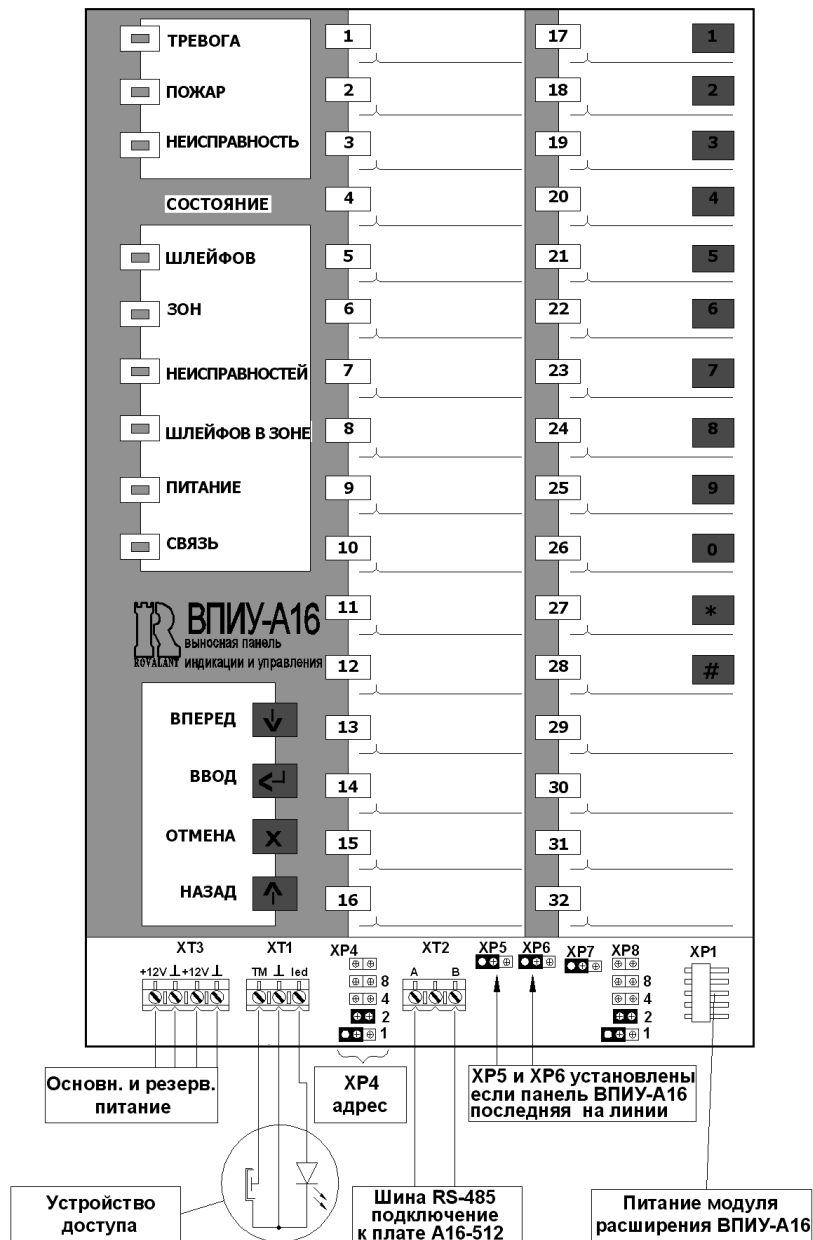 ТРЕВОГА
ПОЖАР
НЕИСПРАВНОСТЬ
СОСТОЯНИЕ
ШЛЕЙФОВ
ЗОН
НЕИСПРАВНОСТЕЙ
ШЛЕЙФОВ В ЗОНЕ
ПИТАНИЕ
СВЯЗЬ
R
ROVALANT
ВПИУ-А16
выносная панель
индикации и управления
ВПЕРЕД
ВВОД
ОТМЕНА X
НАЗАД
1
2
3
4
5
6
7
8
9
10
11
12
13
14
15
16
17
18
19
20
21
22
23
24
25
26
27
28
29
30
31
32
1
2
3
4
5
6
7
8
9
0
*
#
XT3 XT1 XP4 XT2 XP5 XP6 XP7 XP8 XP1
+12V ⊥ +12V ⊥ TM ⊥ led A B
8 8
4 4
2 2
1 1
Основн. и резерв.
питание
XP4
адрес
XP5 и XP6 установлены
если панель ВПИУ-А16
последняя на линии
Устройство
доступа
Шина RS-485
подключение
к плате А16-512
Питание модуля
расширения ВПИУ-А16